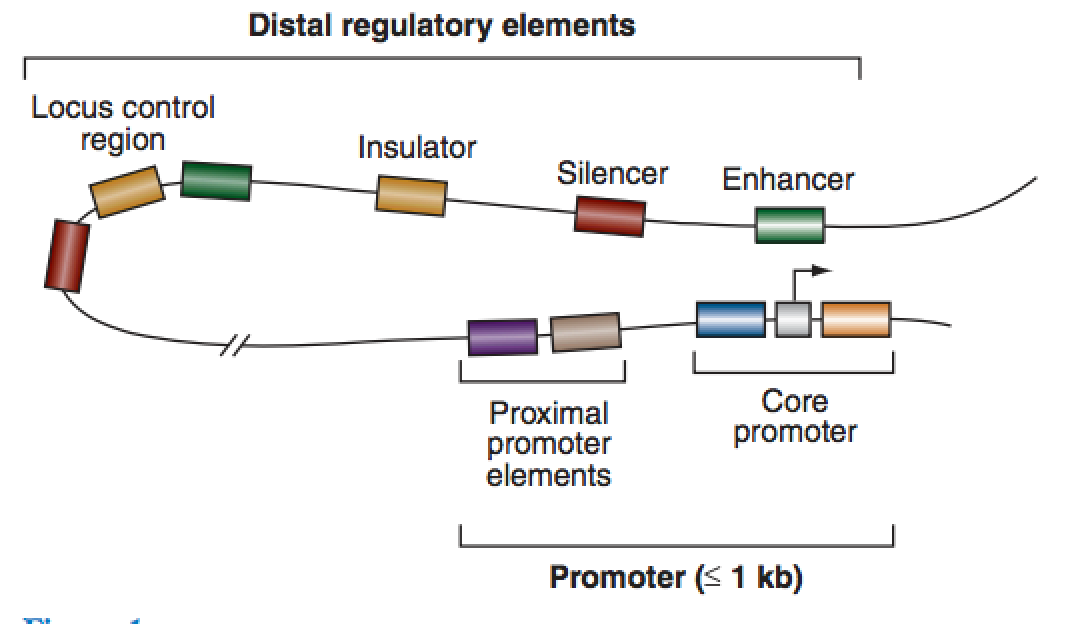 Distal regulatory elements
Locus control
region
Insulator
Silencer
Enhancer
Proximal
promoter
elements
Core
promoter
Promoter (≤ 1 kb)